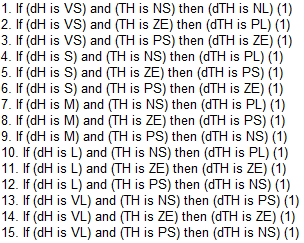 1. If (dH is VS) and (TH is NS) then (dTH is NL) (1)
2. If (dH is VS) and (TH is ZE) then (dTH is PL) (1)
3. If (dH is VS) and (TH is PS) then (dTH is ZE) (1)
4. If (dH is S) and (TH is NS) then (dTH is PL) (1)
5. If (dH is S) and (TH is ZE) then (dTH is PS) (1)
6. If (dH is S) and (TH is PS) then (dTH is ZE) (1)
7. If (dH is M) and (TH is NS) then (dTH is PL) (1)
8. If (dH is M) and (TH is ZE) then (dTH is PS) (1)
9. If (dH is M) and (TH is PS) then (dTH is NS) (1)
10. If (dH is L) and (TH is NS) then (dTH is PL) (1)
11. If (dH is L) and (TH is ZE) then (dTH is ZE) (1)
12. If (dH is L) and (TH is PS) then (dTH is NS) (1)
13. If (dH is VL) and (TH is NS) then (dTH is PS) (1)
14. If (dH is VL) and (TH is ZE) then (dTH is ZE) (1)
15. If (dH is VL) and (TH is PS) then (dTH is NS) (1)